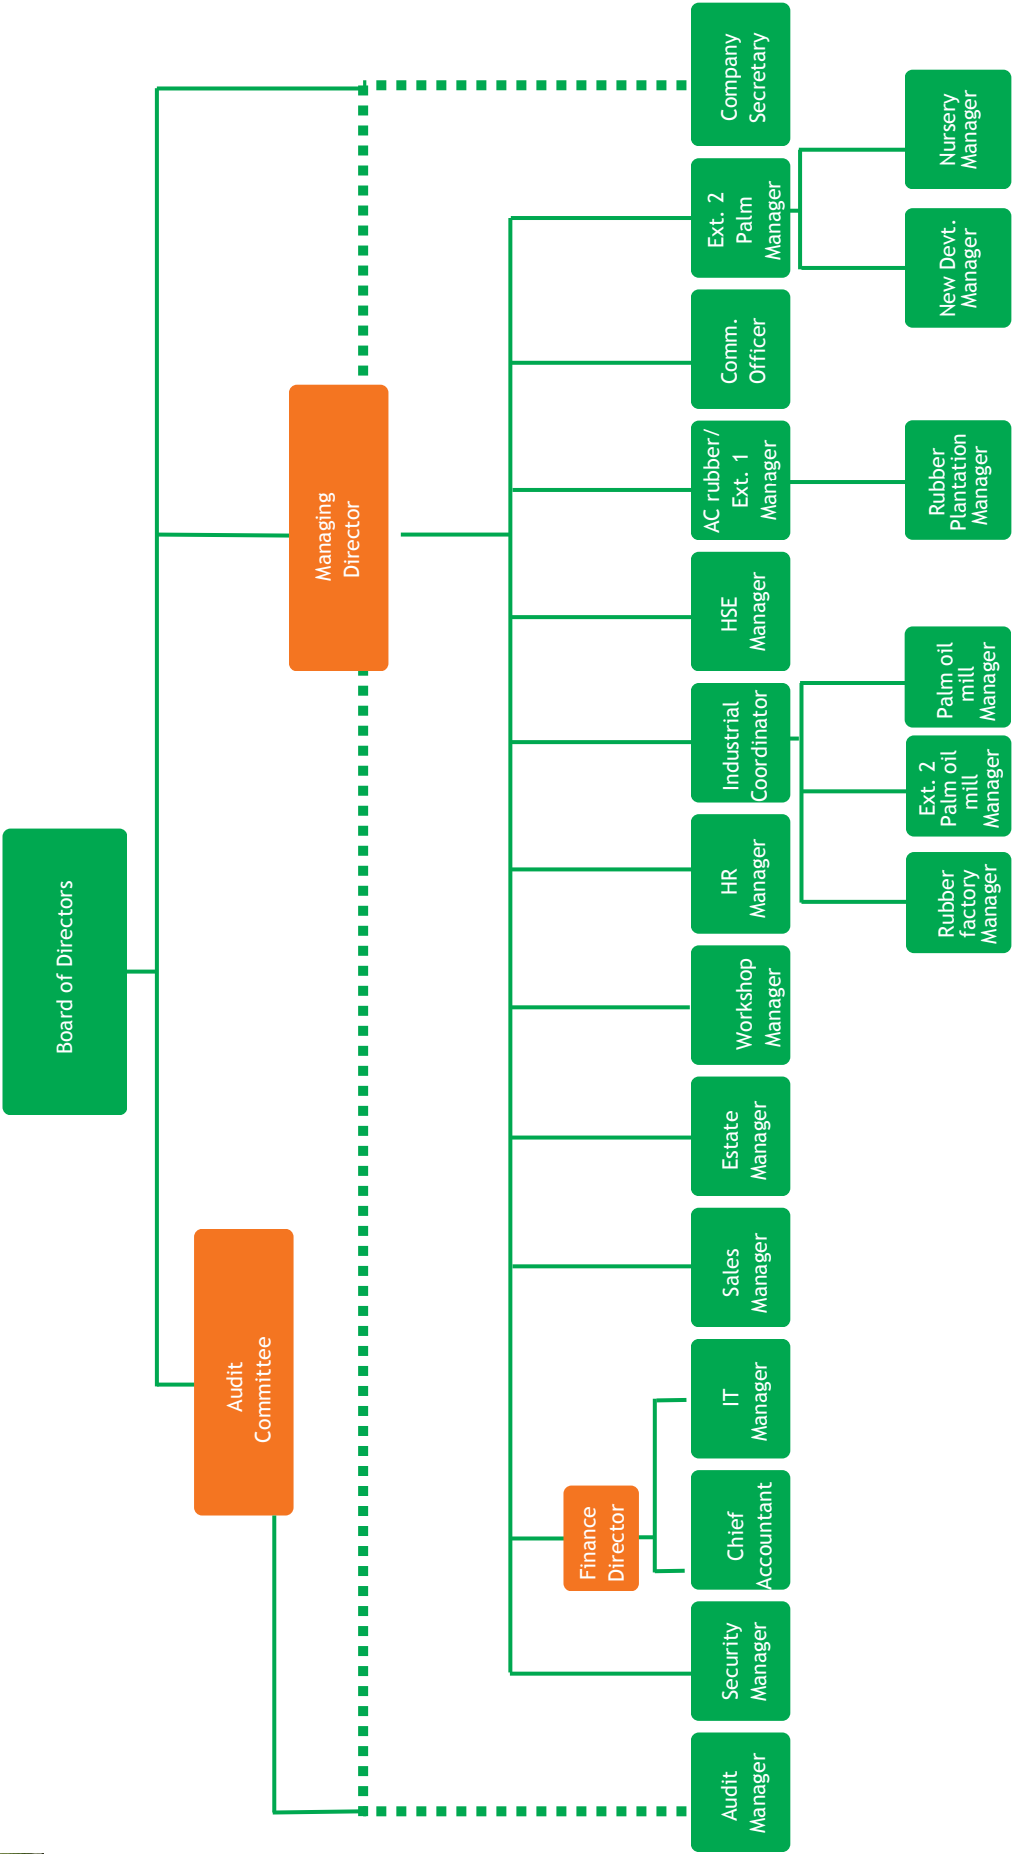 Board of Directors
Audit
Committee
Managing
Director
Finance
Director
Audit
Manager
Security
Manager
Chief
Accountant
IT
Manager
Sales
Manager
Estate
Manager
Workshop
Manager
HR
Manager
Industrial
Coordinator
HSE
Manager
AC rubber/
Ext. 1
Manager
Comm.
Officer
Ext. 2
Palm
Manager
Company
Secretary
Rubber
factory
Manager
Ext. 2
Palm oil
mill
Manager
Palm oil
mill
Manager
Rubber
Plantation
Manager
New Devt.
Manager
Nursery
Manager